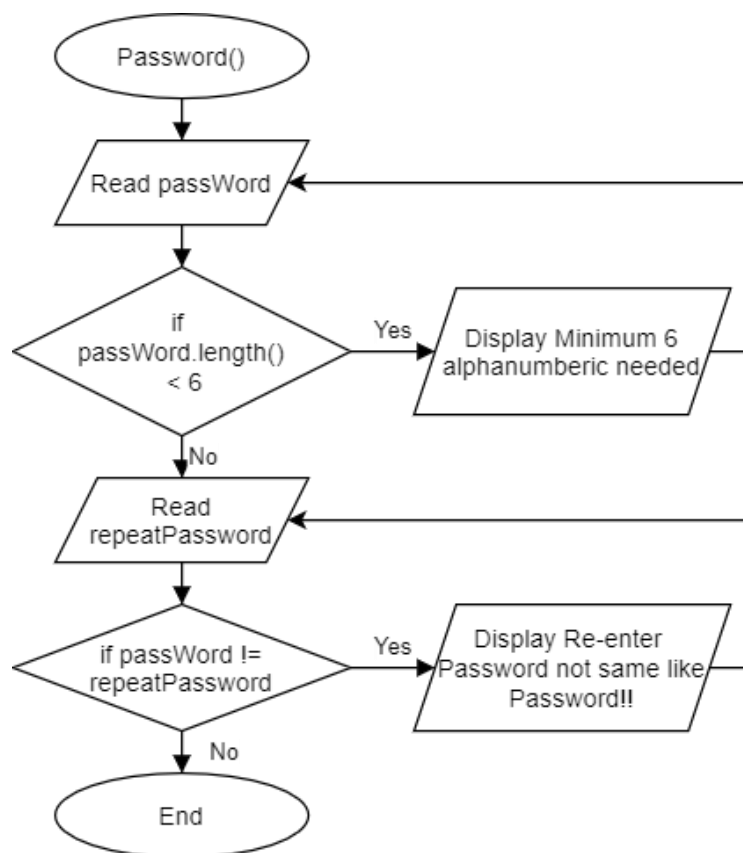 Password()
Read passWord
if
passWord.length()
< 6
Yes
Display Minimum 6
alphanumberic needed
No
Read
repeatPassword
if passWord !=
repeatPassword
Yes
Display Re-enter
Password not same like
Password!!
No
End